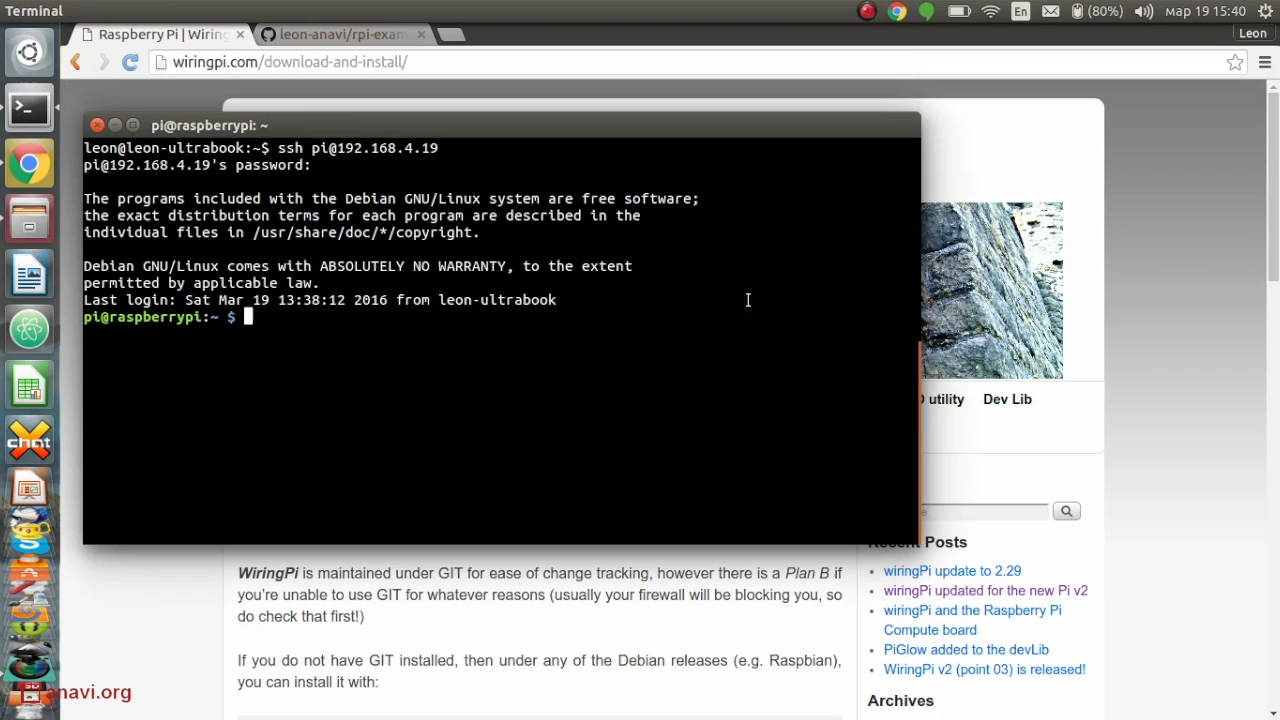 Terminal
En
(80%)
мар 19 15:40
Raspberry Pi | Wiring
leon-anavi/rpi-exam
Leon
wiringpi.com/download-and-install/
pi@raspberrypi: ~
leon@leon-ultrabook:~$ ssh pi@192.168.4.19
pi@192.168.4.19's password:
The programs included with the Debian GNU/Linux system are free software;
the exact distribution terms for each program are described in the
individual files in /usr/share/doc/*/copyright.
Debian GNU/Linux comes with ABSOLUTELY NO WARRANTY, to the extent
permitted by applicable law.
Last login: Sat Mar 19 13:38:12 2016 from leon-ultrabook
pi@raspberrypi:~ $
utility
Dev Lib
chat
Recent Posts
wiringPi update to 2.29
wiringPi updated for the new Pi v2
wiringPi and the Raspberry Pi
Compute board
PiGlow added to the devLib
WiringPi v2 (point 03) is released!
Archives
WiringPi is maintained under GIT for ease of change tracking, however there is a Plan B if
you're unable to use GIT for whatever reasons (usually your firewall will be blocking you, so
do check that first!)
If you do not have GIT installed, then under any of the Debian releases (e.g. Raspbian),
you can install it with:
anavi.org